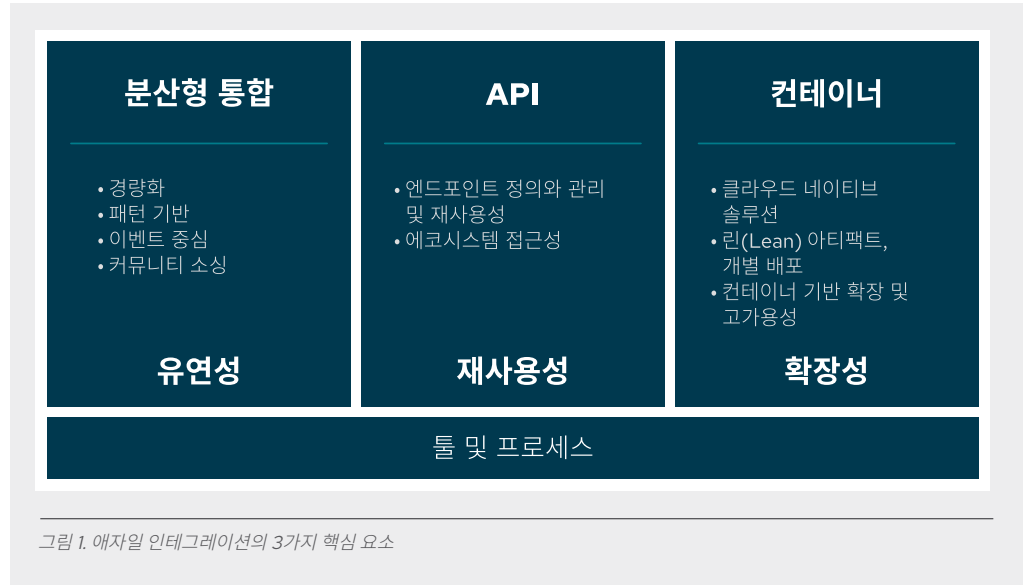 분산형 통합
• 경량화
• 패턴 기반
• 이벤트 중심
• 커뮤니티 소싱
유연성
API
• 엔드포인트 정의와 관리
및 재사용성
• 에코시스템 접근성
재사용성
컨테이너
• 클라우드 네이티브
솔루션
• 린(Lean) 아티팩트,
개별 배포
• 컨테이너 기반 확장 및
고가용성
확장성
툴 및 프로세스
그림 1. 애자일 인테그레이션의 3가지 핵심 요소